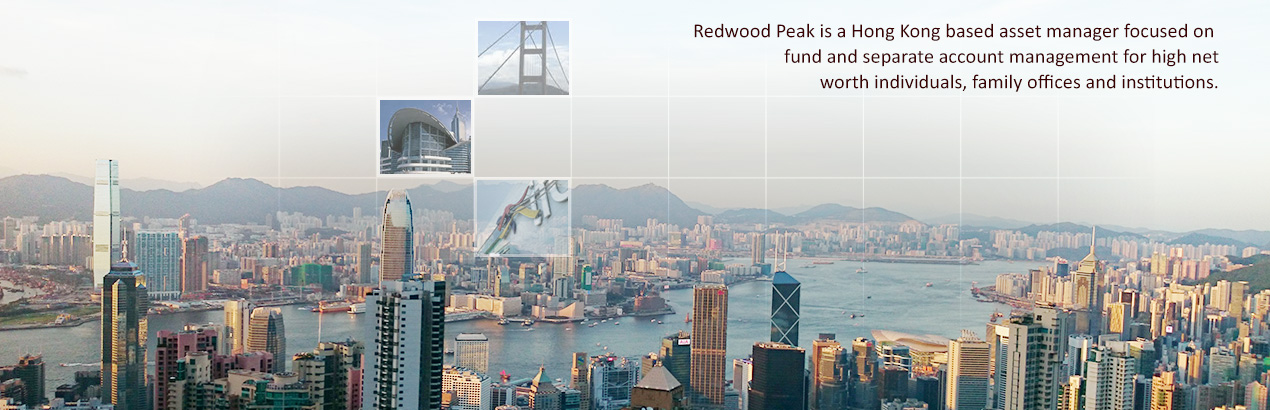 Redwood Peak is a Hong Kong based asset manager focused on
fund and separate account management for high net
worth individuals, family offices and institutions.